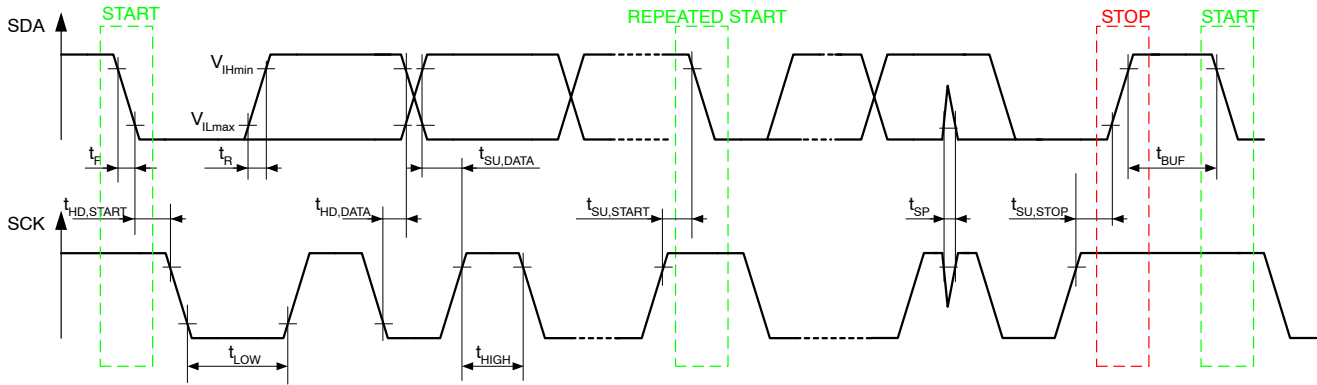 START
REPEATED START
STOP
START
SDA
V_IHmin
V_ILmax
t_F
t_R
t_SU,DATA
t_BUF
t_HD,START
t_HD,DATA
t_SU,START
t_SP
t_SU,STOP
SCK
t_LOW
t_HIGH